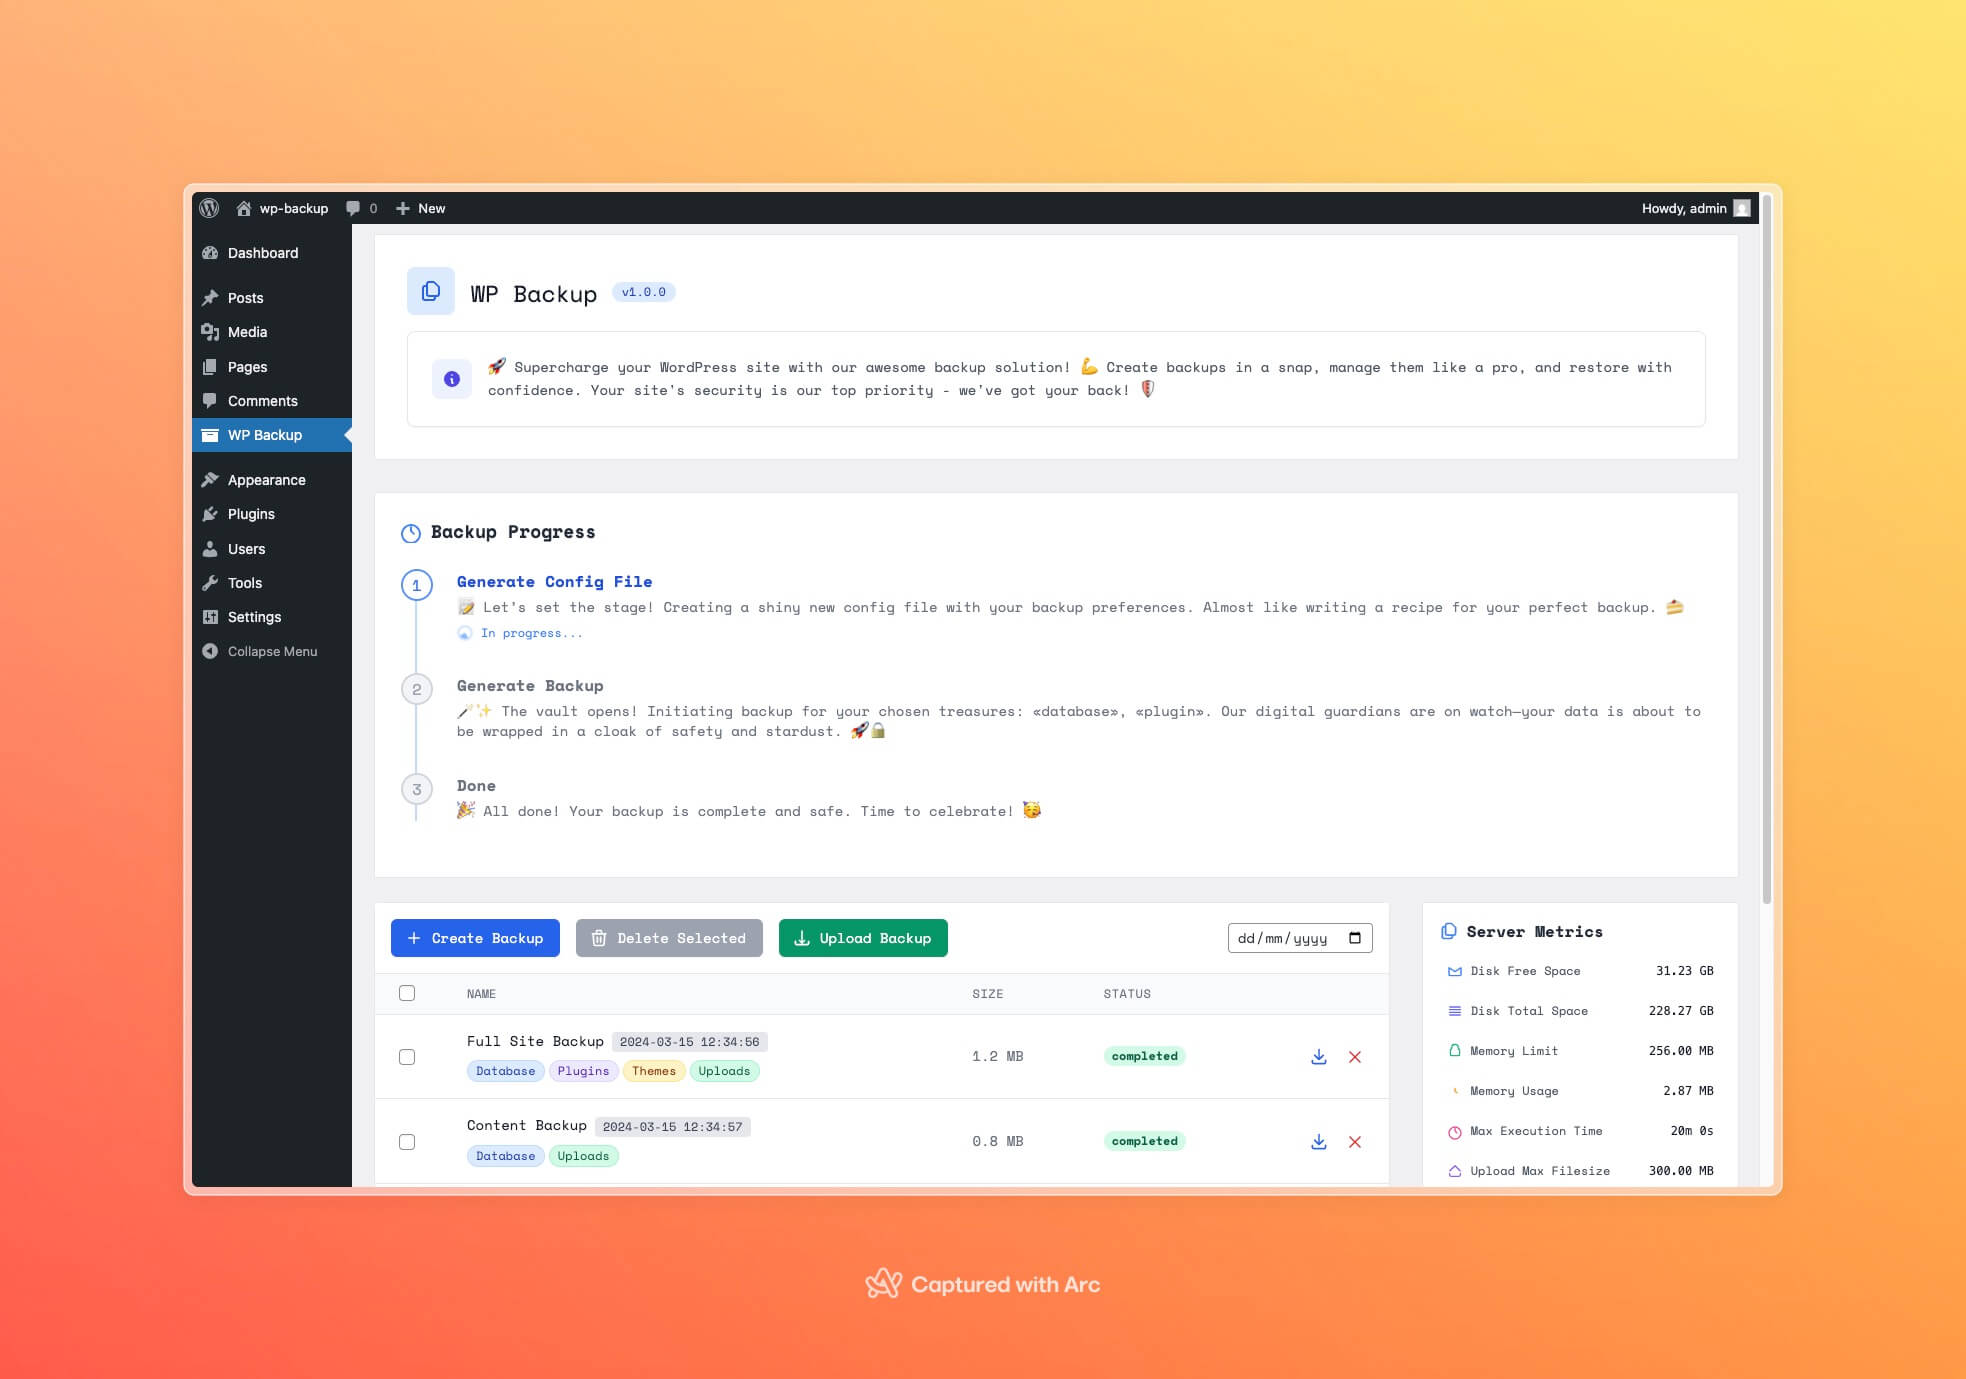 wp-backup 0 New Howdy, admin
Dashboard
Posts
Media
Pages
Comments
WP Backup
Appearance
Plugins
Users
Tools
Settings
Collapse Menu
WP Backup v1.0.0
🚀 Supercharge your WordPress site with our awesome backup solution! 💪 Create backups in a snap, manage them like a pro, and restore with
confidence. Your site's security is our top priority - we've got your back! 🛡️
Backup Progress
1 Generate Config File
📝 Let's set the stage! Creating a shiny new config file with your backup preferences. Almost like writing a recipe for your perfect backup. 🍰
In progress...
2 Generate Backup
🪄✨ The vault opens! Initiating backup for your chosen treasures: «database», «plugin». Our digital guardians are on watch—your data is about to
be wrapped in a cloak of safety and stardust. 🚀🔒
3 Done
🎉 All done! Your backup is complete and safe. Time to celebrate! 🥳
Create Backup Delete Selected Upload Backup dd/mm/yyyy
NAME SIZE STATUS
Full Site Backup 2024-03-15 12:34:56
Database Plugins Themes Uploads
1.2 MB completed
Content Backup 2024-03-15 12:34:57
Database Uploads
0.8 MB completed
Server Metrics
Disk Free Space 31.23 GB
Disk Total Space 228.27 GB
Memory Limit 256.00 MB
Memory Usage 2.87 MB
Max Execution Time 20m 0s
Upload Max Filesize 300.00 MB
Captured with Arc